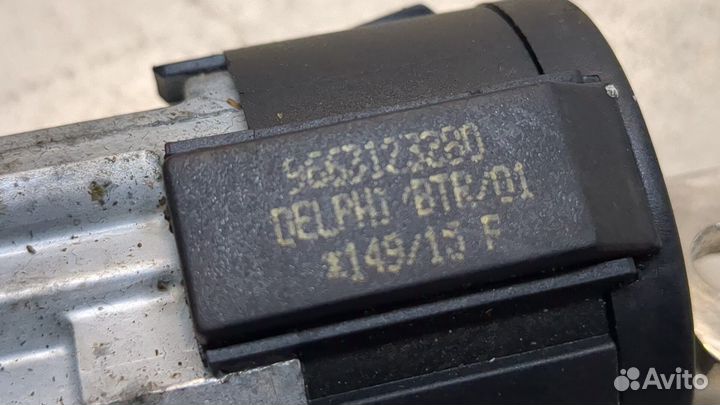 9663123280
DELPHI BTR/01
*149/13 F
Avito